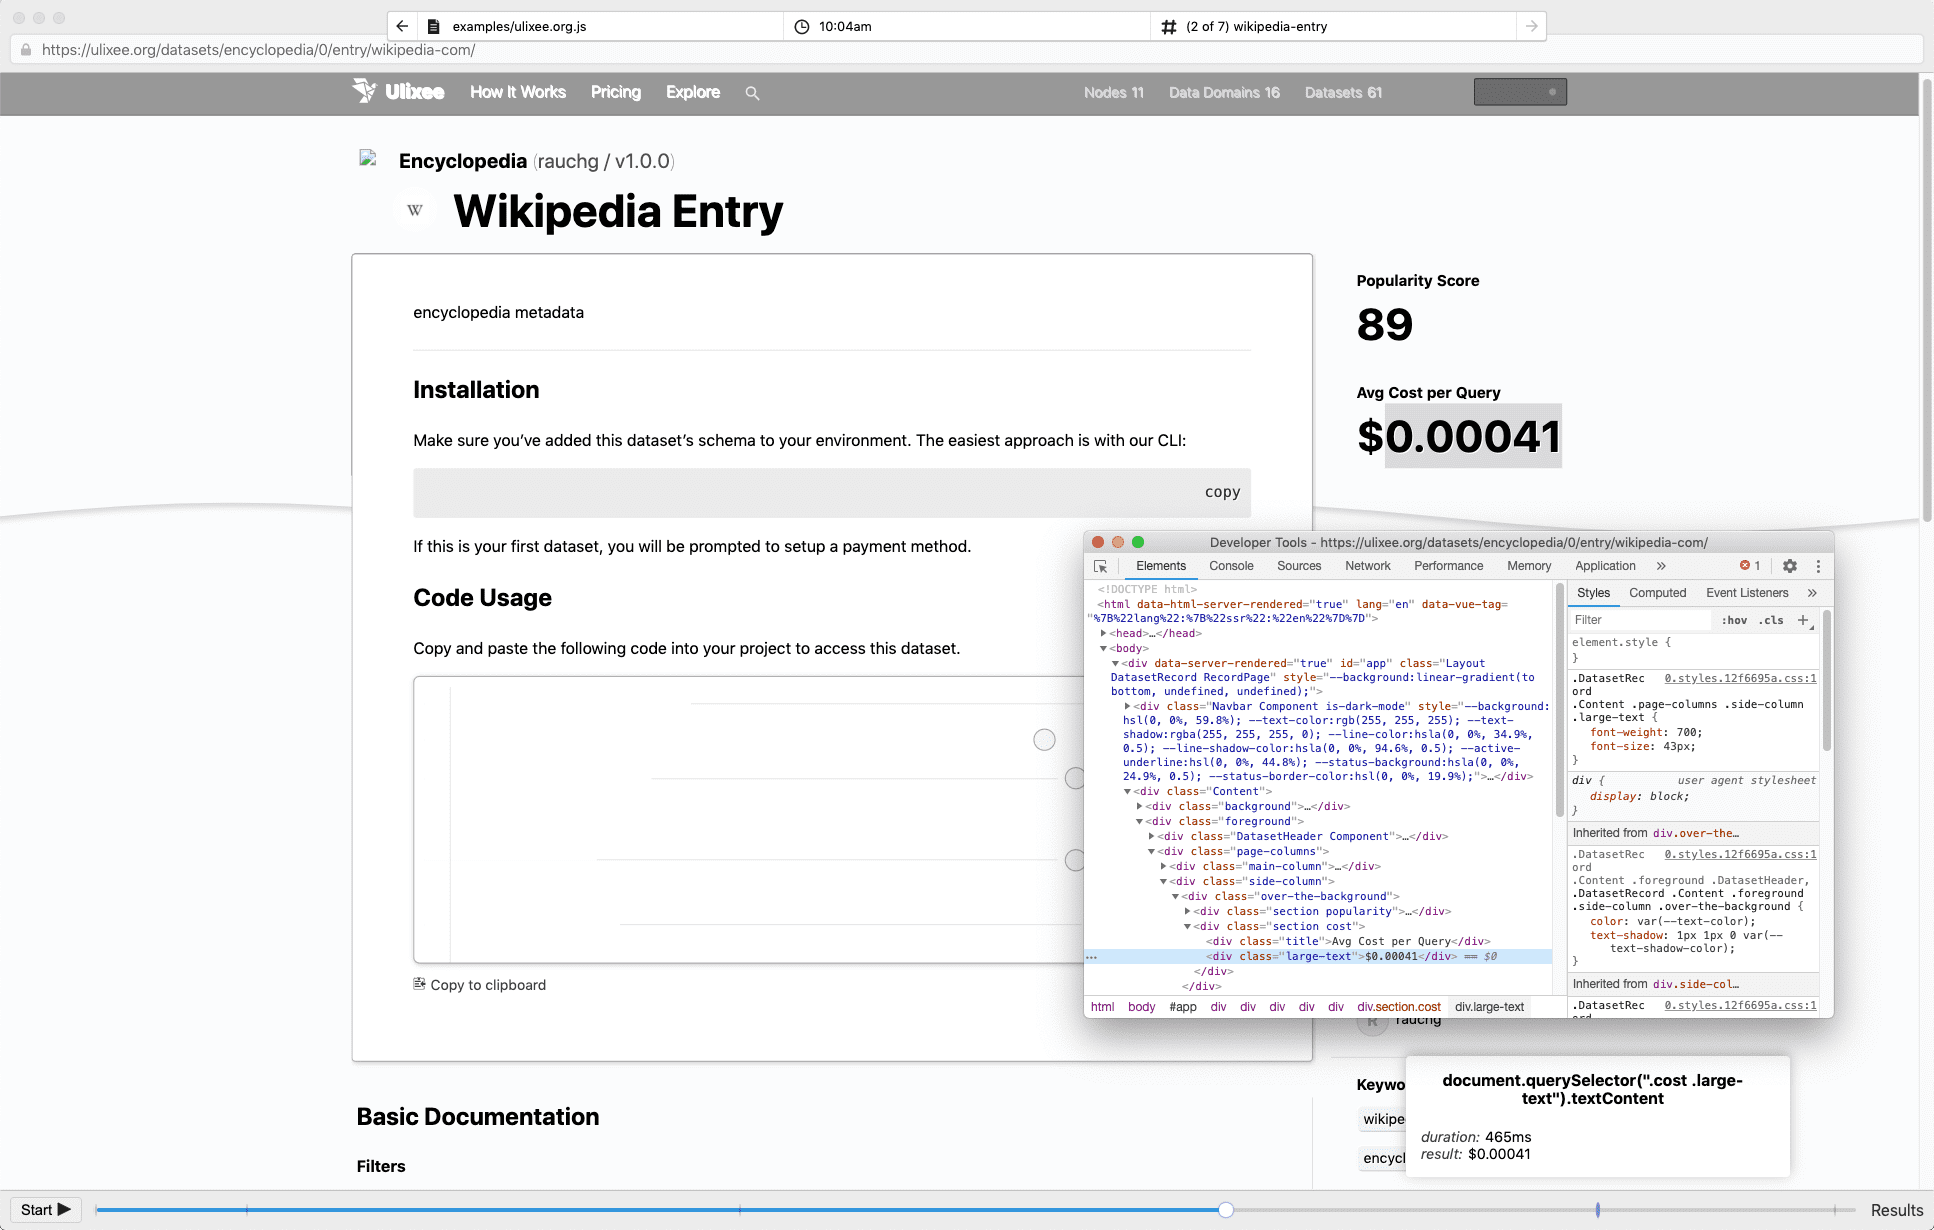 examples/ulixee.org.js
10:04am
(2 of 7) wikipedia-entry
https://ulixee.org/datasets/encyclopedia/0/entry/wikipedia-com/
Ulixee How It Works Pricing Explore Nodes 11 Data Domains 16 Datasets 61
Encyclopedia (rauchg / v1.0.0)
W Wikipedia Entry
encyclopedia metadata
Installation
Make sure you’ve added this dataset’s schema to your environment. The easiest approach is with our CLI:
copy
If this is your first dataset, you will be prompted to setup a payment method.
Code Usage
Copy and paste the following code into your project to access this dataset.
Copy to clipboard
Basic Documentation
Filters
Popularity Score
89
Avg Cost per Query
$0.00041
Developer Tools - https://ulixee.org/datasets/encyclopedia/0/entry/wikipedia-com/
Elements Console Sources Network Performance Memory Application » 1
<!DOCTYPE html>
<html data-html-server-rendered="true" lang="en" data-vue-tag=
"%7B%22lang%22:%7B%22ssr%22:%22en%22%7D%7D">
<head>…</head>
<body>
<div data-server-rendered="true" id="app" class="Layout
DatasetRecord RecordPage" style="--background:linear-gradient(to
bottom, undefined, undefined);">
<div class="Navbar Component is-dark-mode" style="--background:
hsl(0, 0%, 59.8%); --text-color:rgb(255, 255, 255); --text-
shadow:rgba(255, 255, 255, 0); --line-color:hsla(0, 0%, 34.9%,
0.5); --line-shadow-color:hsla(0, 0%, 94.6%, 0.5); --active-
underline:hsl(0, 0%, 44.8%); --status-background:hsla(0, 0%,
24.9%, 0.5); --status-border-color:hsl(0, 0%, 19.9%);">…</div>
<div class="Content">
<div class="background">…</div>
<div class="foreground">
<div class="DatasetHeader Component">…</div>
<div class="page-columns">
<div class="main-column">…</div>
<div class="side-column">
<div class="over-the-background">
<div class="section popularity">…</div>
<div class="section cost">
<div class="title">Avg Cost per Query</div>
… <div class="large-text">$0.00041</div> == $0
</div>
</div>
html body #app div div div div div div.section.cost div.large-text
Styles Computed Event Listeners »
Filter :hov .cls +
element.style {
}
.DatasetRec 0.styles.12f6695a.css:1
ord
.Content .page-columns .side-column
.large-text {
font-weight: 700;
font-size: 43px;
}
div { user agent stylesheet
display: block;
}
Inherited from div.over-the…
.DatasetRec 0.styles.12f6695a.css:1
ord
.Content .foreground .DatasetHeader,
.DatasetRecord .Content .foreground
.side-column .over-the-background {
color: var(--text-color);
text-shadow: 1px 1px 0 var(--
text-shadow-color);
}
Inherited from div.side-col…
.DatasetRec 0.styles.12f6695a.css:1
ord
R rauchg
Keywo
wikipe
encycl
document.querySelector(".cost .large-
text").textContent
duration: 465ms
result: $0.00041
Start Results